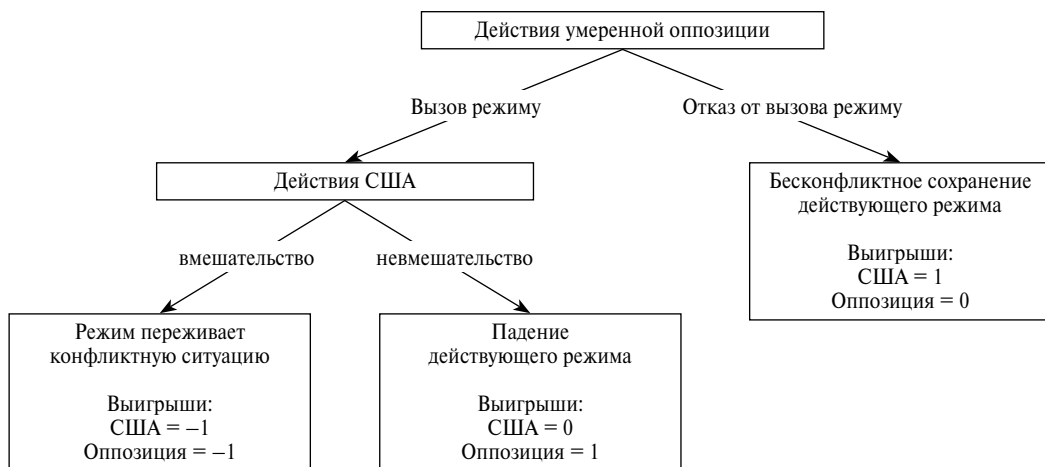 Действия умеренной оппозиции
Вызов режиму
Отказ от вызова режиму
Действия США
Бесконфликтное сохранение
действующего режима
Выигрыши:
США = 1
Оппозиция = 0
вмешательство
невмешательство
Режим переживает
конфликтную ситуацию
Выигрыши:
США = –1
Оппозиция = –1
Падение
действующего режима
Выигрыши:
США = 0
Оппозиция = 1